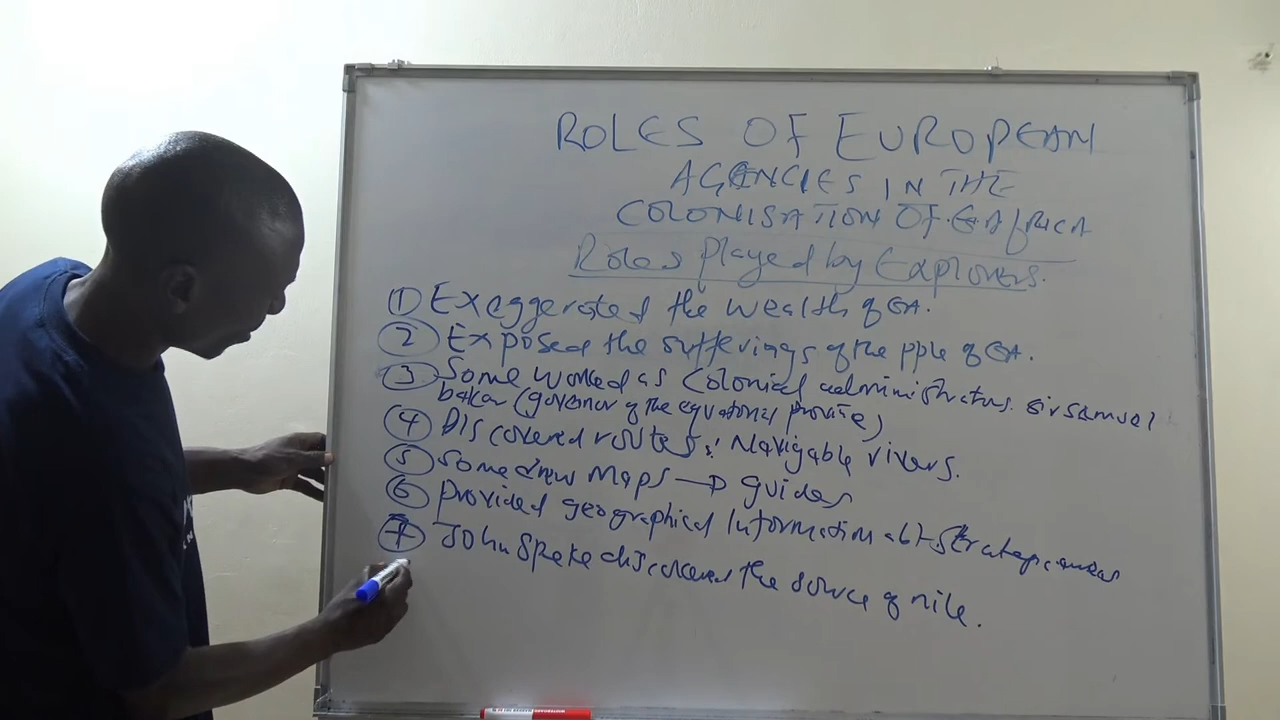 ROLES OF EUROPEAN
AGENCIES IN THE
COLONISATION OF E.AfRICA
Roles played by Explorers.
① Exaggerated the wealth of EA.
② Exposed the sufferings of the pple of EA.
③ Some worked as colonial administrators. sir samuel
baker (governor of the equatorial province)
④ Discovered routes: Navigable rivers.
⑤ Some drew maps → guides
⑥ provided geographical information abt strategic areas
⑦ John Speke discovered the source of nile.